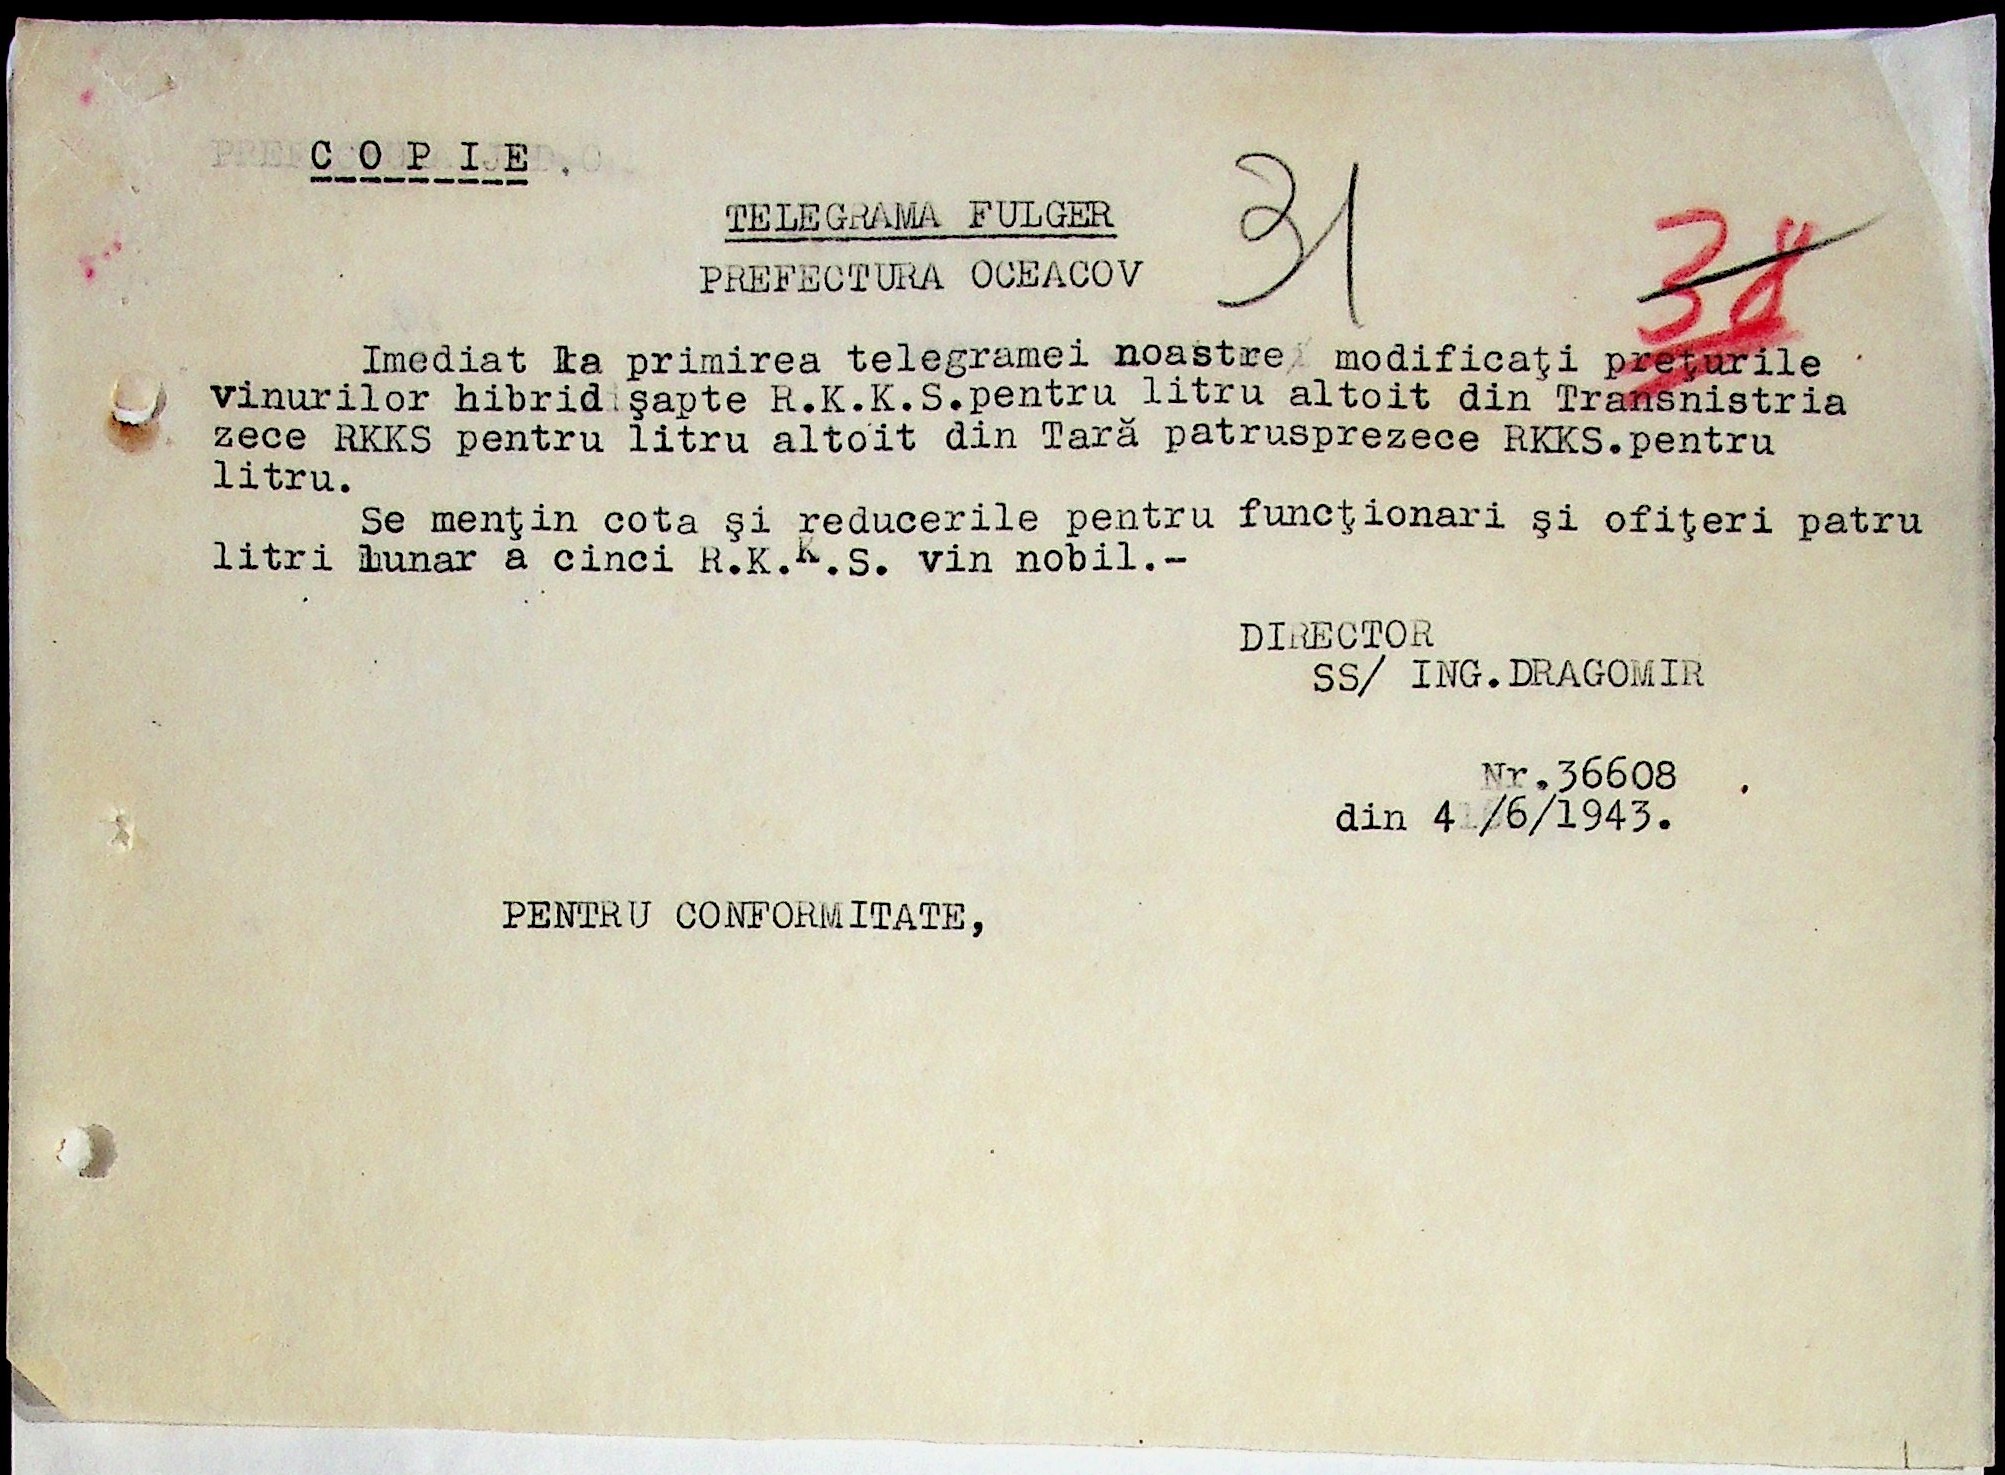 C O P I E .
TELEGRAMA FULGER
31
PREFECTURA OCEACOV
Imediat la primirea telegramei noastre modificaţi preţurile
vinurilor hibrid şapte R.K.K.S.pentru litru altoit din Transnistria
zece RKKS pentru litru altoit din Tară patrusprezece RKKS.pentru
litru.
Se menţin cota şi reducerile pentru funcţionari şi ofiţeri patru
litri lunar a cinci R.K.K.S. vin nobil.-
DIRECTOR
SS/ ING.DRAGOMIR
Nr.36608
din 4 /6/1943.
PENTRU CONFORMITATE,